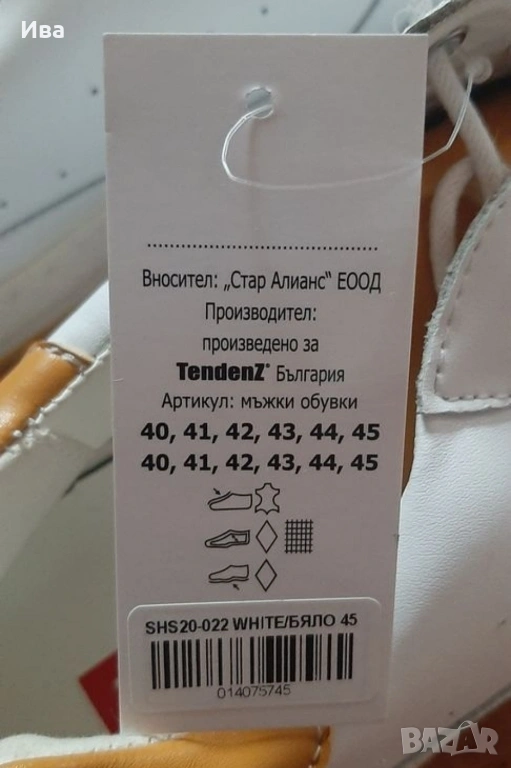 Ива
Вносител: „Стар Алианс“ ЕООД
Производител:
произведено за
TendenZ® България
Артикул: мъжки обувки
40, 41, 42, 43, 44, 45
40, 41, 42, 43, 44, 45
SHS20-022 WHITE/БЯЛО 45
014075745
BAZAR